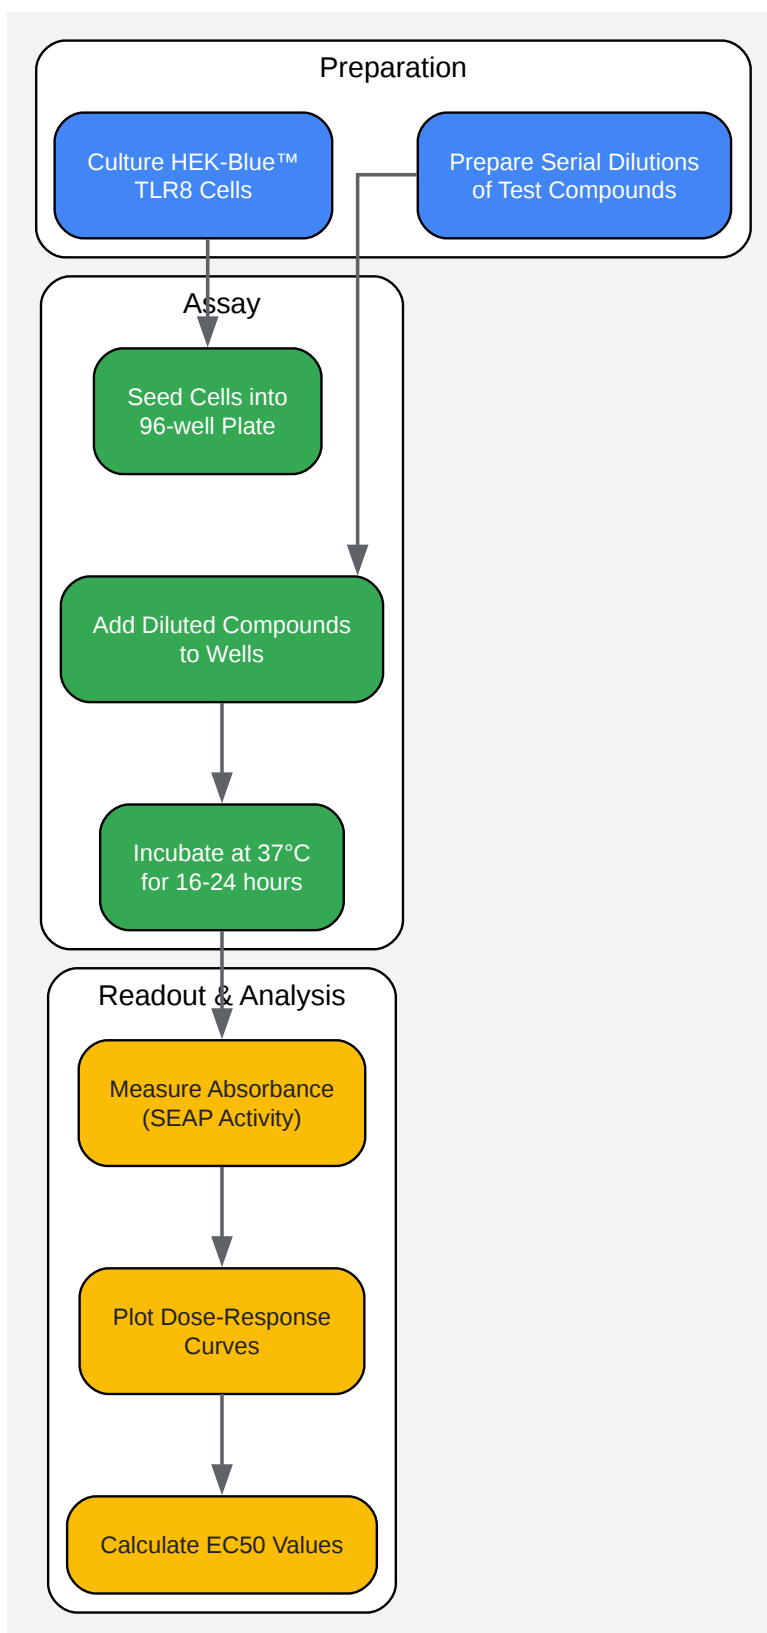 Preparation
Culture HEK-Blue™
TLR8 Cells
Prepare Serial Dilutions
of Test Compounds
Assay
Seed Cells into
96-well Plate
Add Diluted Compounds
to Wells
Incubate at 37°C
for 16-24 hours
Readout & Analysis
Measure Absorbance
(SEAP Activity)
Plot Dose-Response
Curves
Calculate EC50 Values